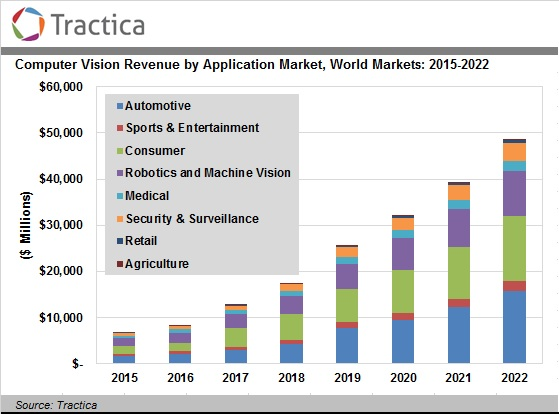 Tractica
Computer Vision Revenue by Application Market, World Markets: 2015-2022
$60,000
$50,000
$40,000
$30,000
$20,000
$10,000
$-
($ Millions)
Automotive
Sports & Entertainment
Consumer
Robotics and Machine Vision
Medical
Security & Surveillance
Retail
Agriculture
2015 2016 2017 2018 2019 2020 2021 2022
Source: Tractica